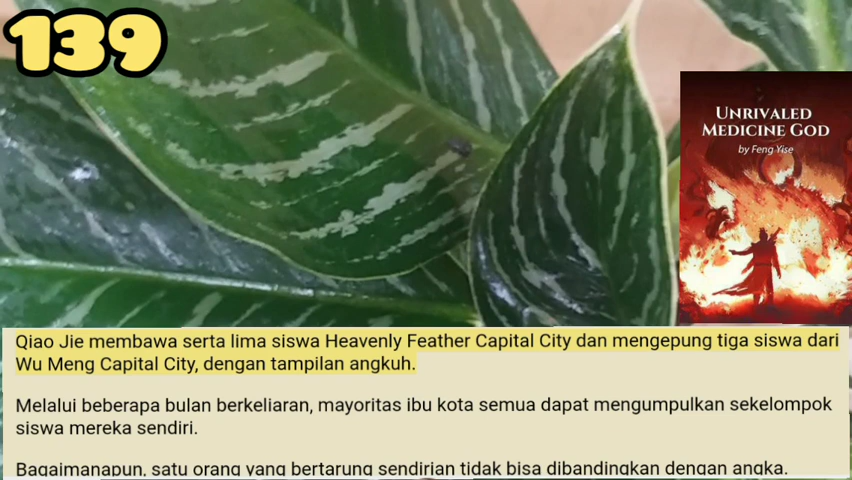 139
UNRIVALED
MEDICINE GOD
by Feng Yise
Qiao Jie membawa serta lima siswa Heavenly Feather Capital City dan mengepung tiga siswa dari
Wu Meng Capital City, dengan tampilan angkuh.
Melalui beberapa bulan berkeliaran, mayoritas ibu kota semua dapat mengumpulkan sekelompok
siswa mereka sendiri.
Bagaimanapun, satu orang yang bertarung sendirian tidak bisa dibandingkan dengan angka.